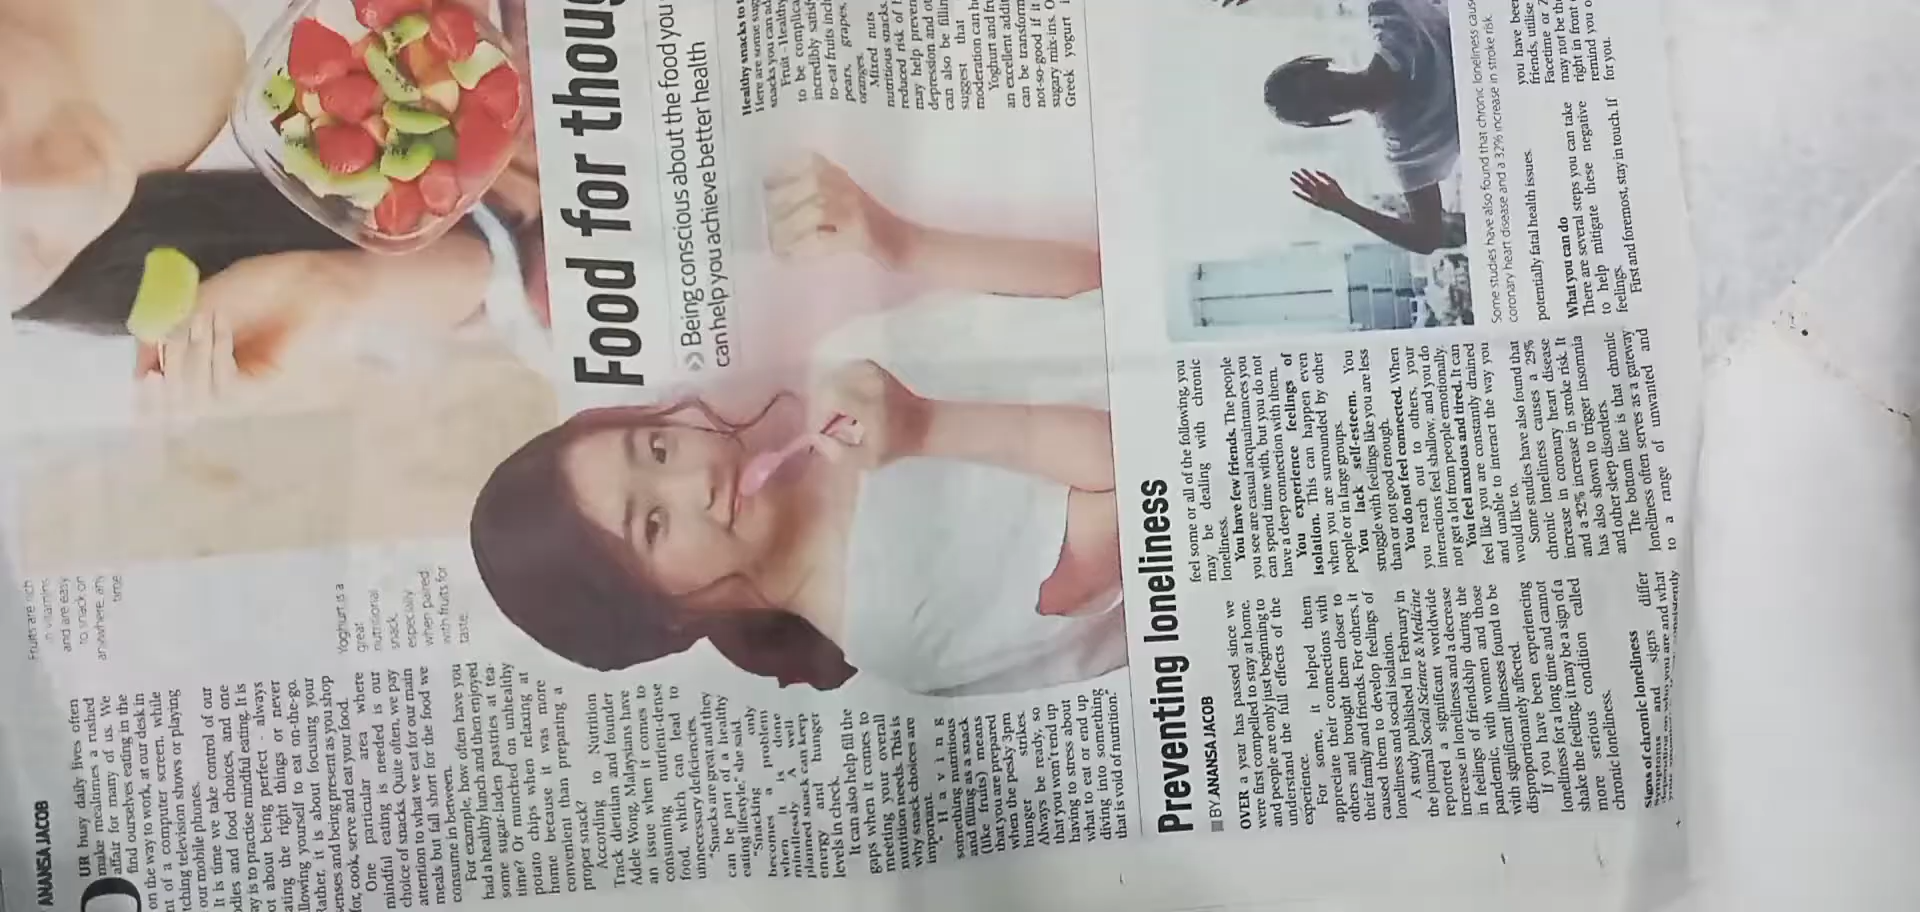 Food for thou
Being conscious about the food you
can help you achieve better health
ANANSA JACOB
OUR busy daily lives often
make mealtimes a rushed
affair for many of us. We
find ourselves eating in the
on the way to work, at our desk in
nt of a computer screen, while
tching television shows or playing
our mobile phones.
It is time we take control of our
odies and food choices, and one
ay is to practise mindful eating. It is
ot about being perfect - always
ating the right things or never
llowing yourself to eat on-the-go.
Rather, it is about focusing your
enses and being present as you shop
for, cook, serve and eat your food.
One particular area where
mindful eating is needed is our
choice of snacks. Quite often, we pay
attention to what we eat for our main
meals but fall short for the food we
consume in between.
For example, how often have you
had a healthy lunch and then enjoyed
some sugar-laden pastries at tea-
time? Or munched on unhealthy
potato chips when relaxing at
home because it was more
convenient than preparing a
proper snack?
According to Nutrition
Track dietitian and founder
Adele Wong, Malaysians have
an issue when it comes to
consuming nutrient-dense
food, which can lead to
unnecessary deficiencies.
"Snacks are great and they
can be part of a healthy
eating lifestyle," she said.
"Snacking only
becomes a problem
when it is done
mindlessly. A well
planned snack can keep
energy and hunger
levels in check.
It can also help fill the
gaps when it comes to
meeting your overall
nutrition needs. This is
why snack choices are
important.
"Having
something nutritious
and filling as a snack
(like fruits) means
that you are prepared
when the pesky 3pm
hunger strikes.
Always be ready, so
that you won't end up
having to stress about
what to eat or end up
diving into something
that is void of nutrition."
Fruits are rich
in vitamins
and are easy
to snack on
anywhere, any
time.
Yoghurt is a
great
nutritional
snack,
especially
when paired
with fruits for
taste.
Healthy snacks to
Here are some sug
snacks you can ad
Fruit - Healthy
to be complica
incredibly satisf
to-eat fruits incl
pears, grapes,
oranges.
Mixed nuts
nutritious snacks.
reduced risk of
may help preven
depression and ot
can also be fillin
suggest that
moderation can h
Yoghurt and fru
an excellent addi
can be transform
not-so-good if it
sugary mix-ins. O
Greek yogurt
Preventing loneliness
BY ANANSA JACOB
OVER a year has passed since we
were first compelled to stay at home,
and people are only just beginning to
understand the full effects of the
experience.
For some, it helped them
appreciate their connections with
others and brought them closer to
their family and friends. For others, it
caused them to develop feelings of
loneliness and social isolation.
A study published in February in
the journal Social Science & Medicine
reported a significant worldwide
increase in loneliness and a decrease
in feelings of friendship during the
pandemic, with women and those
with significant illnesses found to be
disproportionately affected.
If you have been experiencing
loneliness for a long time and cannot
shake the feeling, it may be a sign of a
more serious condition called
chronic loneliness.
Signs of chronic loneliness
Symptoms and signs differ
who you are and what
consistently
feel some or all of the following, you
may be dealing with chronic
loneliness.
You have few friends. The people
you see are casual acquaintances you
can spend time with, but you do not
have a deep connection with them.
You experience feelings of
isolation. This can happen even
when you are surrounded by other
people or in large groups.
You lack self-esteem. You
struggle with feelings like you are less
than or not good enough.
You do not feel connected. When
you reach out to others, your
interactions feel shallow, and you do
not get a lot from people emotionally.
You feel anxious and tired. It can
feel like you are constantly drained
and unable to interact the way you
would like to.
Some studies have also found that
chronic loneliness causes a 29%
increase in coronary heart disease
and a 32% increase in stroke risk. It
has also shown to trigger insomnia
and other sleep disorders.
The bottom line is that chronic
loneliness often serves as a gateway
to a range of unwanted and
Some studies have also found that chronic loneliness cause
coronary heart disease and a 32% increase in stroke risk.
potentially fatal health issues.
What you can do
There are several steps you can take
to help mitigate these negative
feelings.
First and foremost, stay in touch. If
you have been
friends, utilise
Facetime or Z
may not be the
right in front
remind you o
for you.